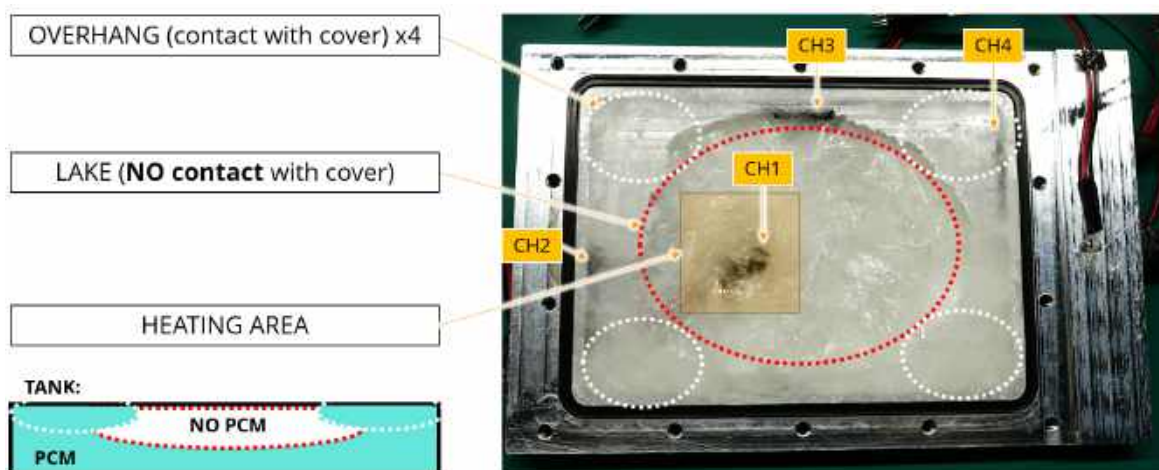 OVERHANG (contact with cover) x4
CH3
CH4
LAKE (NO contact with cover)
CH1
CH2
HEATING AREA
TANK:
NO PCM
PCM